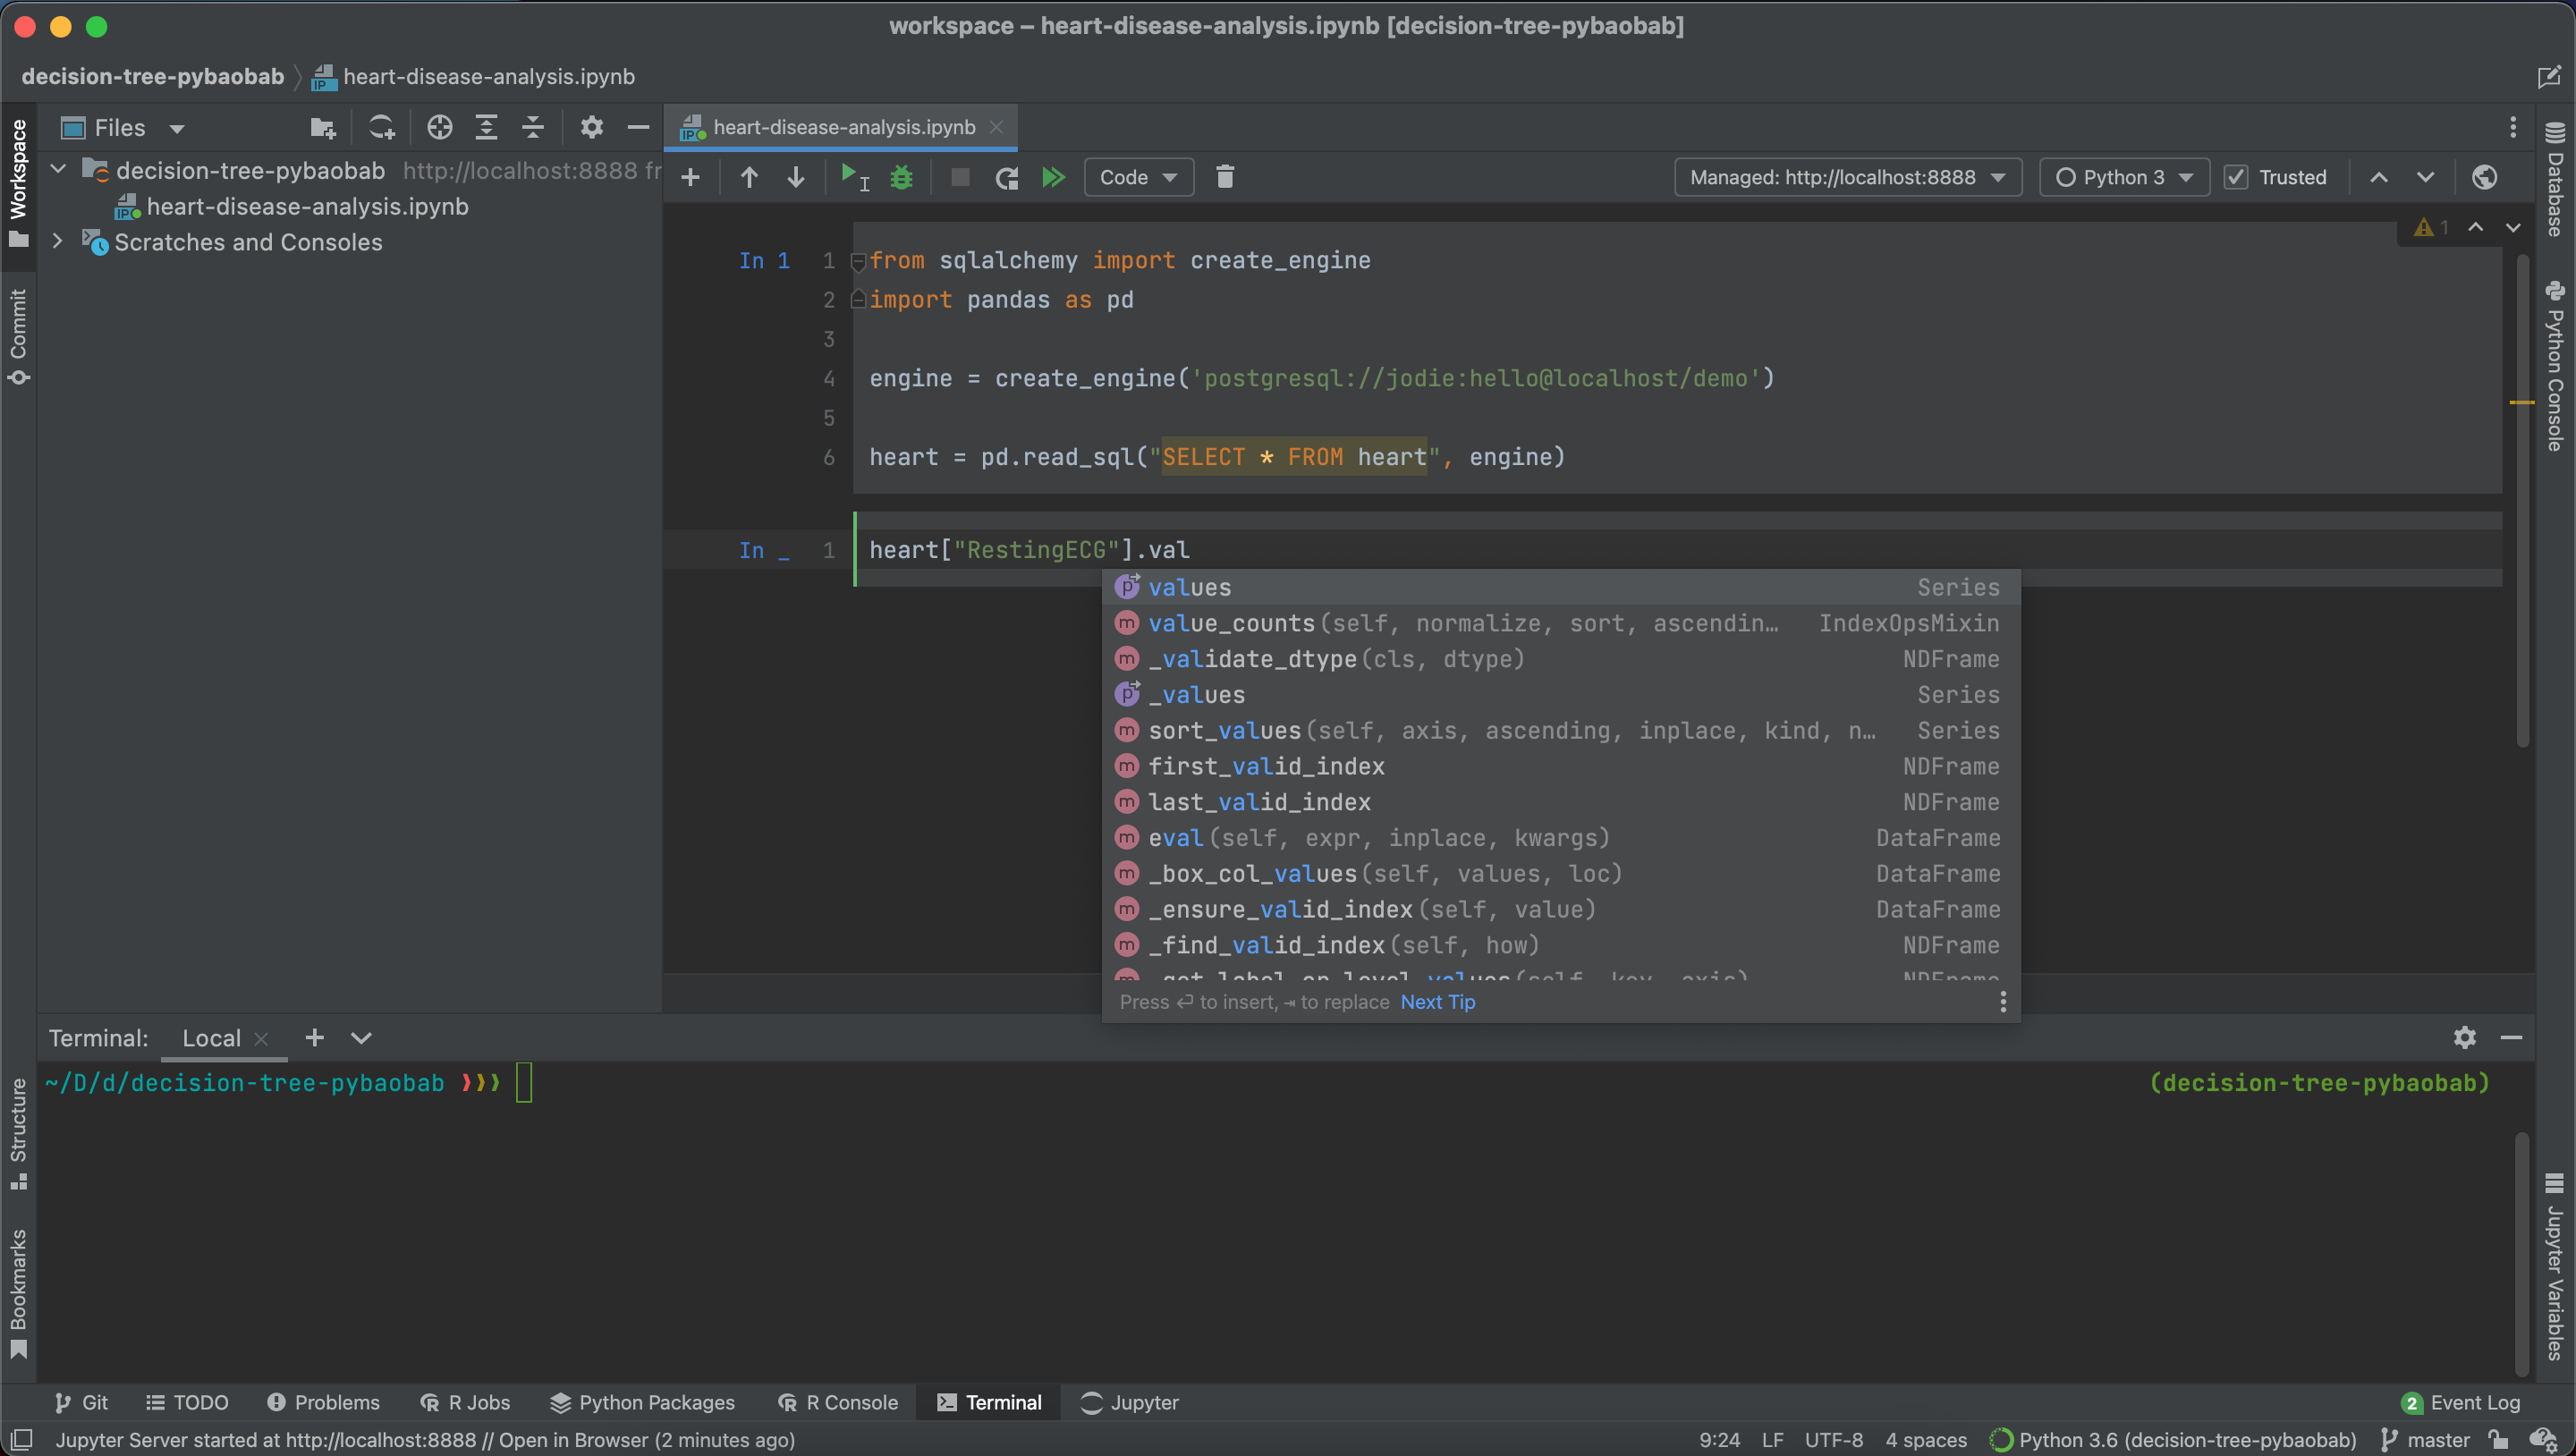 workspace – heart-disease-analysis.ipynb [decision-tree-pybaobab]
decision-tree-pybaobab
heart-disease-analysis.ipynb
Workspace
Commit
Structure
Bookmarks
Files
decision-tree-pybaobab http://localhost:8888 fr
heart-disease-analysis.ipynb
Scratches and Consoles
heart-disease-analysis.ipynb
Code
Managed: http://localhost:8888
Python 3
Trusted
1
In 1
1 from sqlalchemy import create_engine
2 import pandas as pd
3
4 engine = create_engine('postgresql://jodie:hello@localhost/demo')
5
6 heart = pd.read_sql("SELECT * FROM heart", engine)
In _
1 heart["RestingECG"].val
p values Series
m value_counts(self, normalize, sort, ascendin… IndexOpsMixin
m _validate_dtype(cls, dtype) NDFrame
p _values Series
m sort_values(self, axis, ascending, inplace, kind, n… Series
m first_valid_index NDFrame
m last_valid_index NDFrame
m eval(self, expr, inplace, kwargs) DataFrame
m _box_col_values(self, values, loc) DataFrame
m _ensure_valid_index(self, value) DataFrame
m _find_valid_index(self, how) NDFrame
m _get_label_or_level_values(self, key, axis) NDFrame
Press ⏎ to insert, ⇥ to replace Next Tip
Database
Python Console
Jupyter Variables
Terminal: Local
~/D/d/decision-tree-pybaobab ❯❯❯
(decision-tree-pybaobab)
Git
TODO
Problems
R Jobs
Python Packages
R Console
Terminal
Jupyter
2 Event Log
Jupyter Server started at http://localhost:8888 // Open in Browser (2 minutes ago)
9:24 LF UTF-8 4 spaces Python 3.6 (decision-tree-pybaobab) master